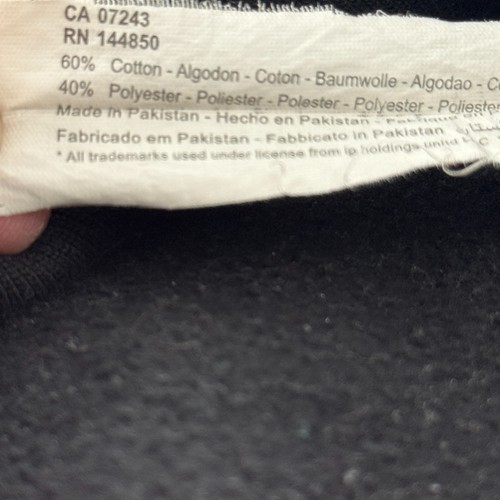 CA 07243
RN 144850
60% Cotton - Algodon - Coton - Baumwolle - Algodao - C
40% Polyester - Poliester - Polester - Polyester - Polieste
Made in Pakistan - Hecho en Pakistan -
Fabricado em Pakistan - Fabbicato in Pakistan
* All trademarks used under license from ip holdings